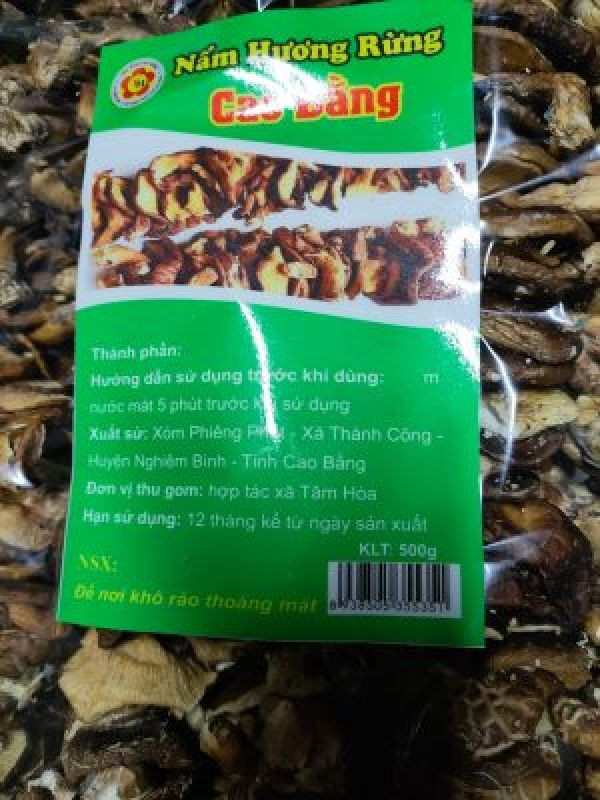 Nấm Hương Rừng
Cao Bằng
Thành phần:
Hướng dẫn sử dụng trước khi dùng: m
nước mát 5 phút trước khi sử dụng
Xuất sứ: Xóm Phiêng - Xã Thành Công -
Huyện Nghiêm Bình - Tỉnh Cao Bằng
Đơn vị thu gom: hợp tác xã Tâm Hòa
Hạn sử dụng: 12 tháng kể từ ngày sản xuất
KLT: 500g
NSX:
Để nơi khô ráo thoáng mát